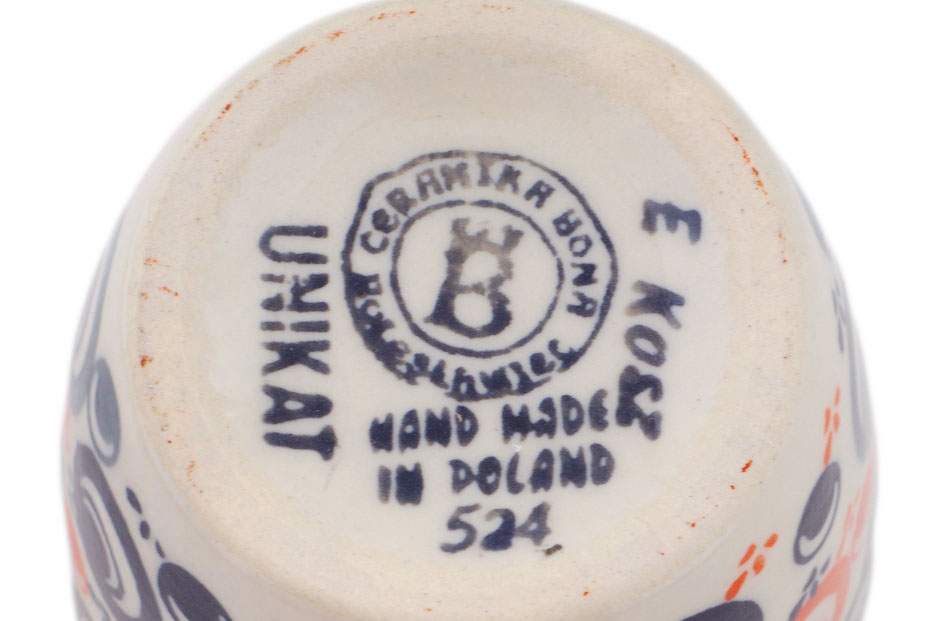 CERAMIKA BONA
BOLESŁAWIEC
B
UNIKAT
HAND MADE
IN POLAND
524
E